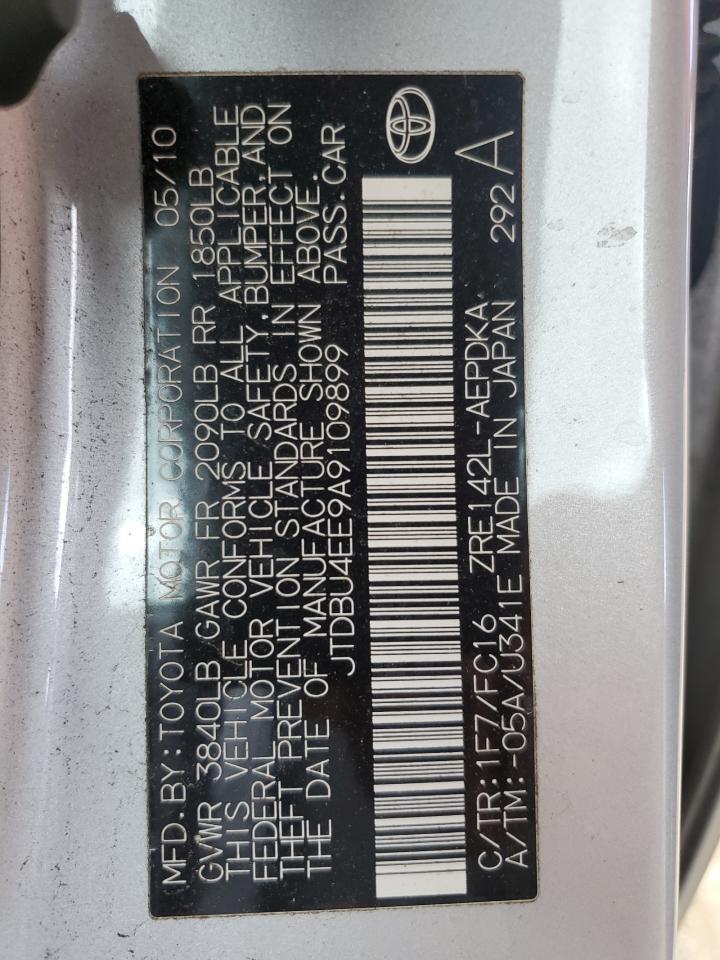 MFD.BY:TOYOTA MOTOR CORPORATION 05/10
GVWR 3840LB GAWR FR 2090LB RR 1850LB
THIS VEHICLE CONFORMS TO ALL APPLICABLE
FEDERAL MOTOR VEHICLE SAFETY, BUMPER, AND
THEFT PREVENTION STANDARDS IN EFFECT ON
THE DATE OF MANUFACTURE SHOWN ABOVE.
JTDBU4EE9A9109899 PASS.CAR
C/TR:1F7/FC16 ZRE142L-AEPDKA 292 A
A/TM:-05A/U341E MADE IN JAPAN